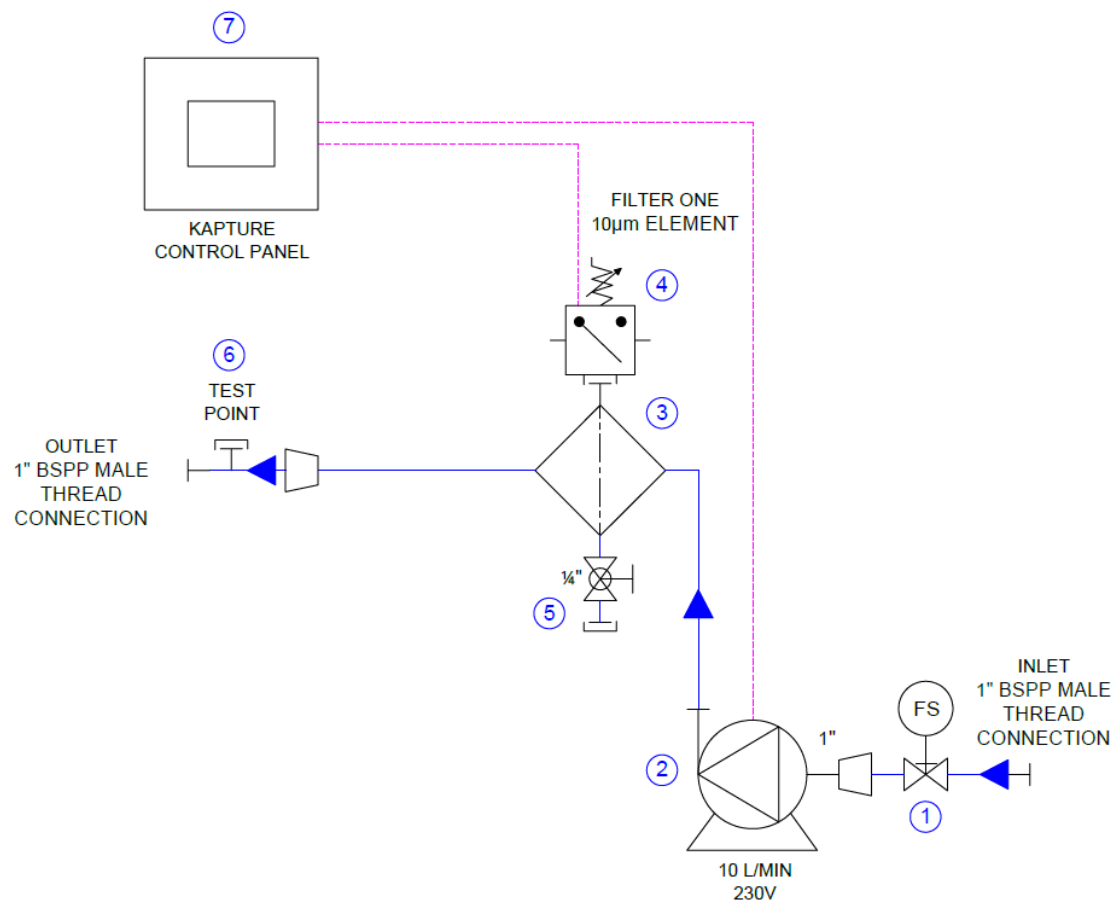 7
KAPTURE
CONTROL PANEL
FILTER ONE
10µm ELEMENT
4
6
TEST
POINT
3
OUTLET
1" BSPP MALE
THREAD
CONNECTION
¼"
5
INLET
1" BSPP MALE
THREAD
CONNECTION
FS
1"
2
1
10 L/MIN
230V